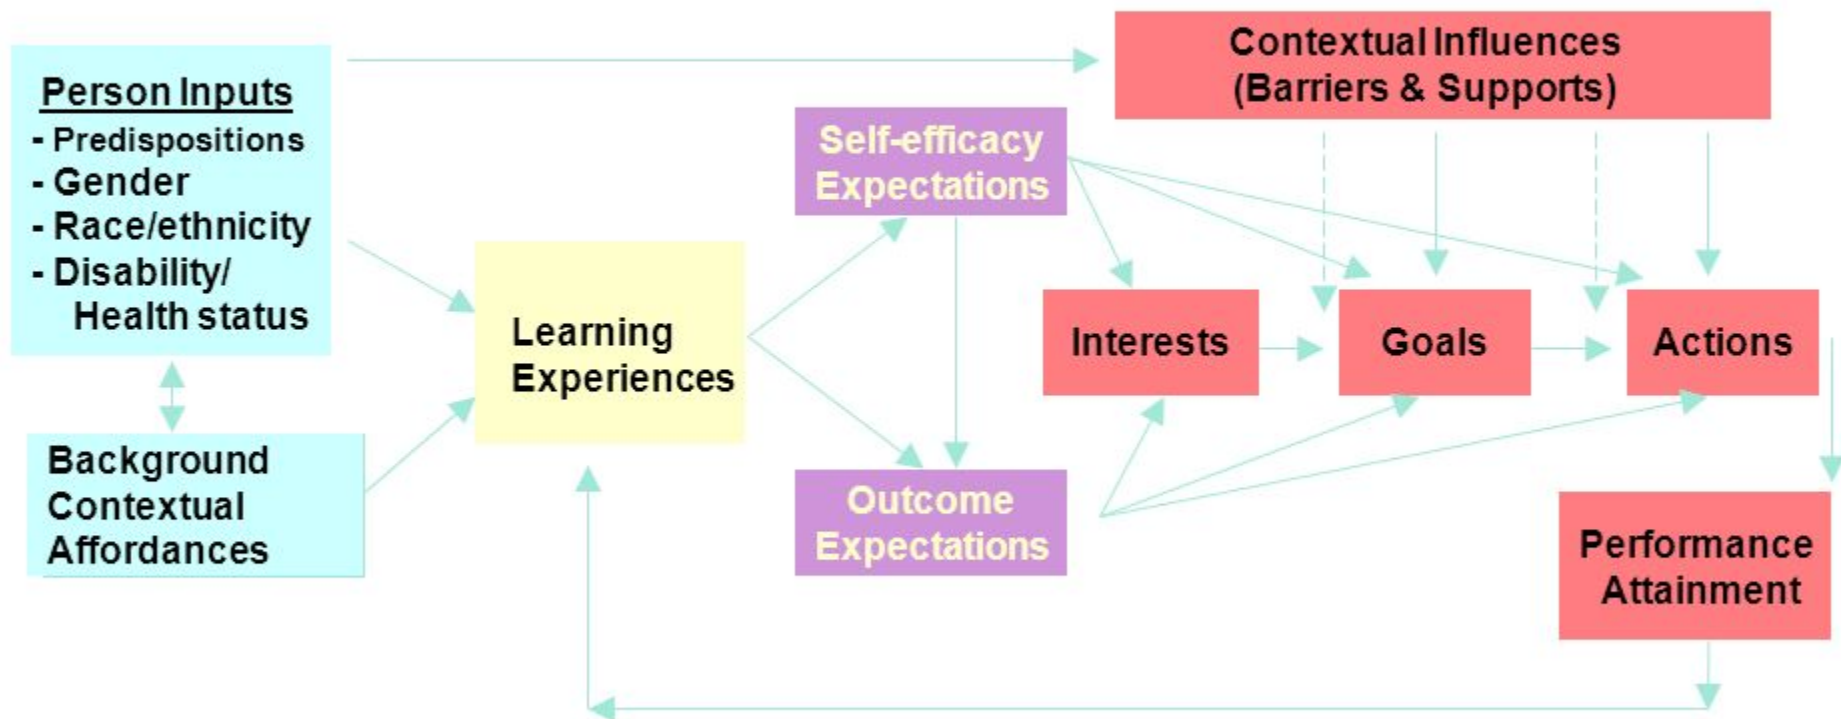 Person Inputs
- Predispositions
- Gender
- Race/ethnicity
- Disability/
Health status
Background
Contextual
Affordances
Learning
Experiences
Self-efficacy
Expectations
Outcome
Expectations
Contextual Influences
(Barriers & Supports)
Interests
Goals
Actions
Performance
Attainment